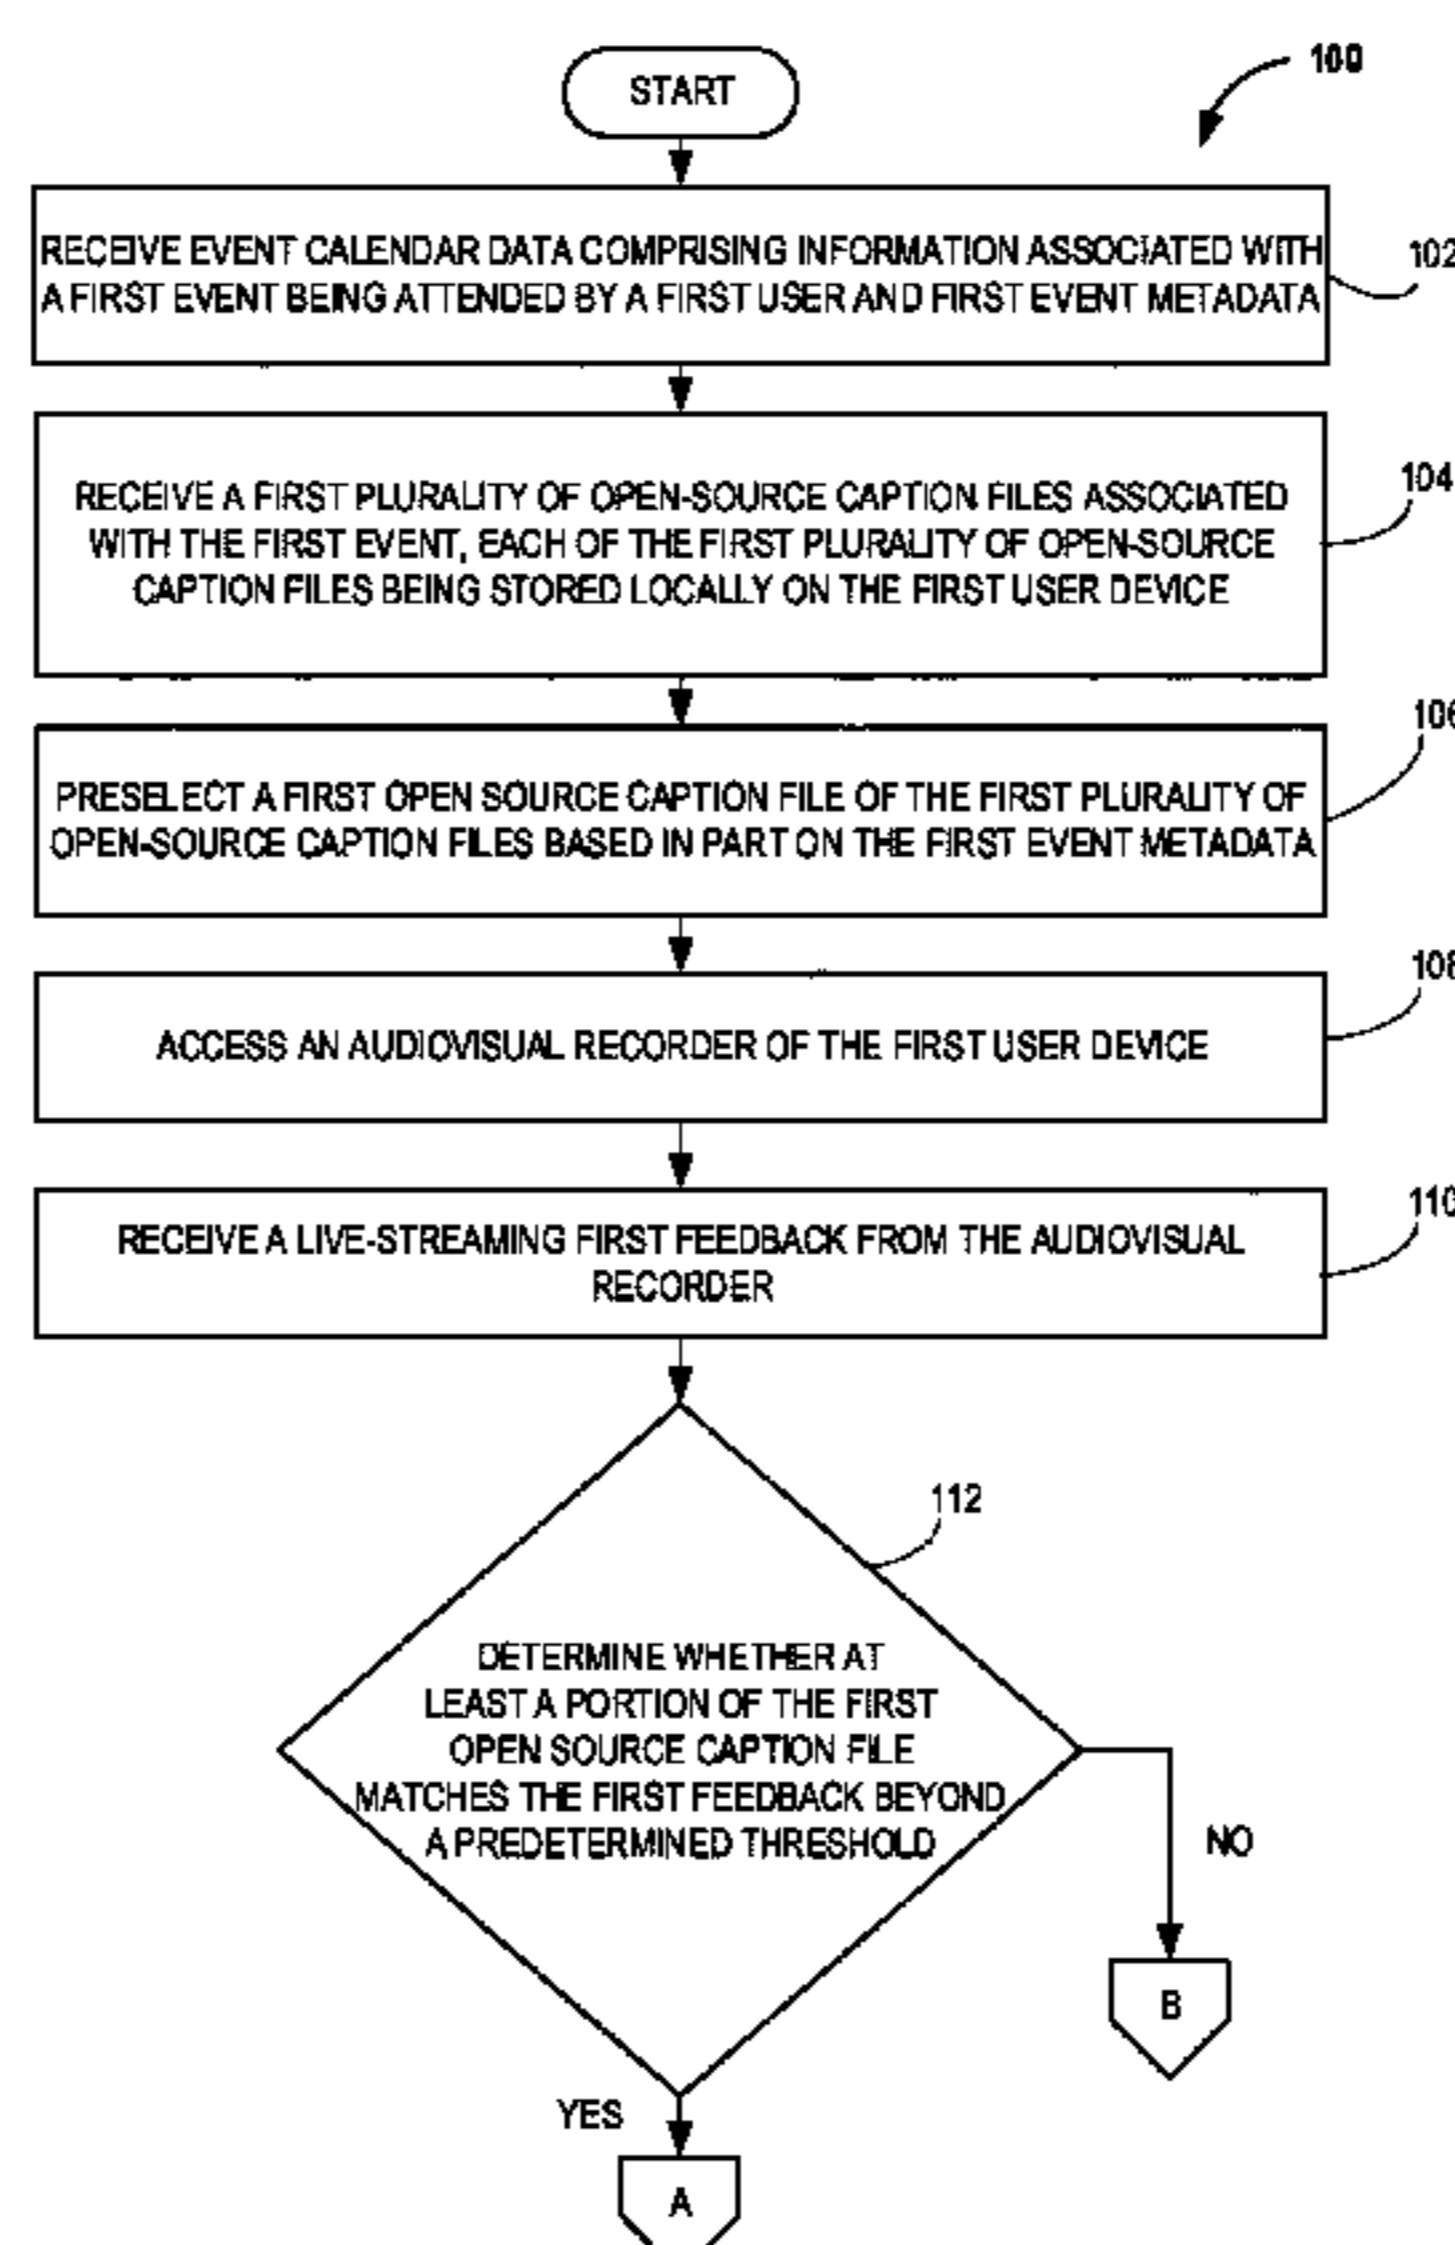 START
100
RECEIVE EVENT CALENDAR DATA COMPRISING INFORMATION ASSOCIATED WITH
A FIRST EVENT BEING ATTENDED BY A FIRST USER AND FIRST EVENT METADATA
102
RECEIVE A FIRST PLURALITY OF OPEN-SOURCE CAPTION FILES ASSOCIATED
WITH THE FIRST EVENT, EACH OF THE FIRST PLURALITY OF OPEN-SOURCE
CAPTION FILES BEING STORED LOCALLY ON THE FIRST USER DEVICE
104
PRESELECT A FIRST OPEN SOURCE CAPTION FILE OF THE FIRST PLURALITY OF
OPEN-SOURCE CAPTION FILES BASED IN PART ON THE FIRST EVENT METADATA
106
ACCESS AN AUDIOVISUAL RECORDER OF THE FIRST USER DEVICE
108
RECEIVE A LIVE-STREAMING FIRST FEEDBACK FROM THE AUDIOVISUAL
RECORDER
110
112
DETERMINE WHETHER AT
LEAST A PORTION OF THE FIRST
OPEN SOURCE CAPTION FILE
MATCHES THE FIRST FEEDBACK BEYOND
A PREDETERMINED THRESHOLD
NO
B
YES
A